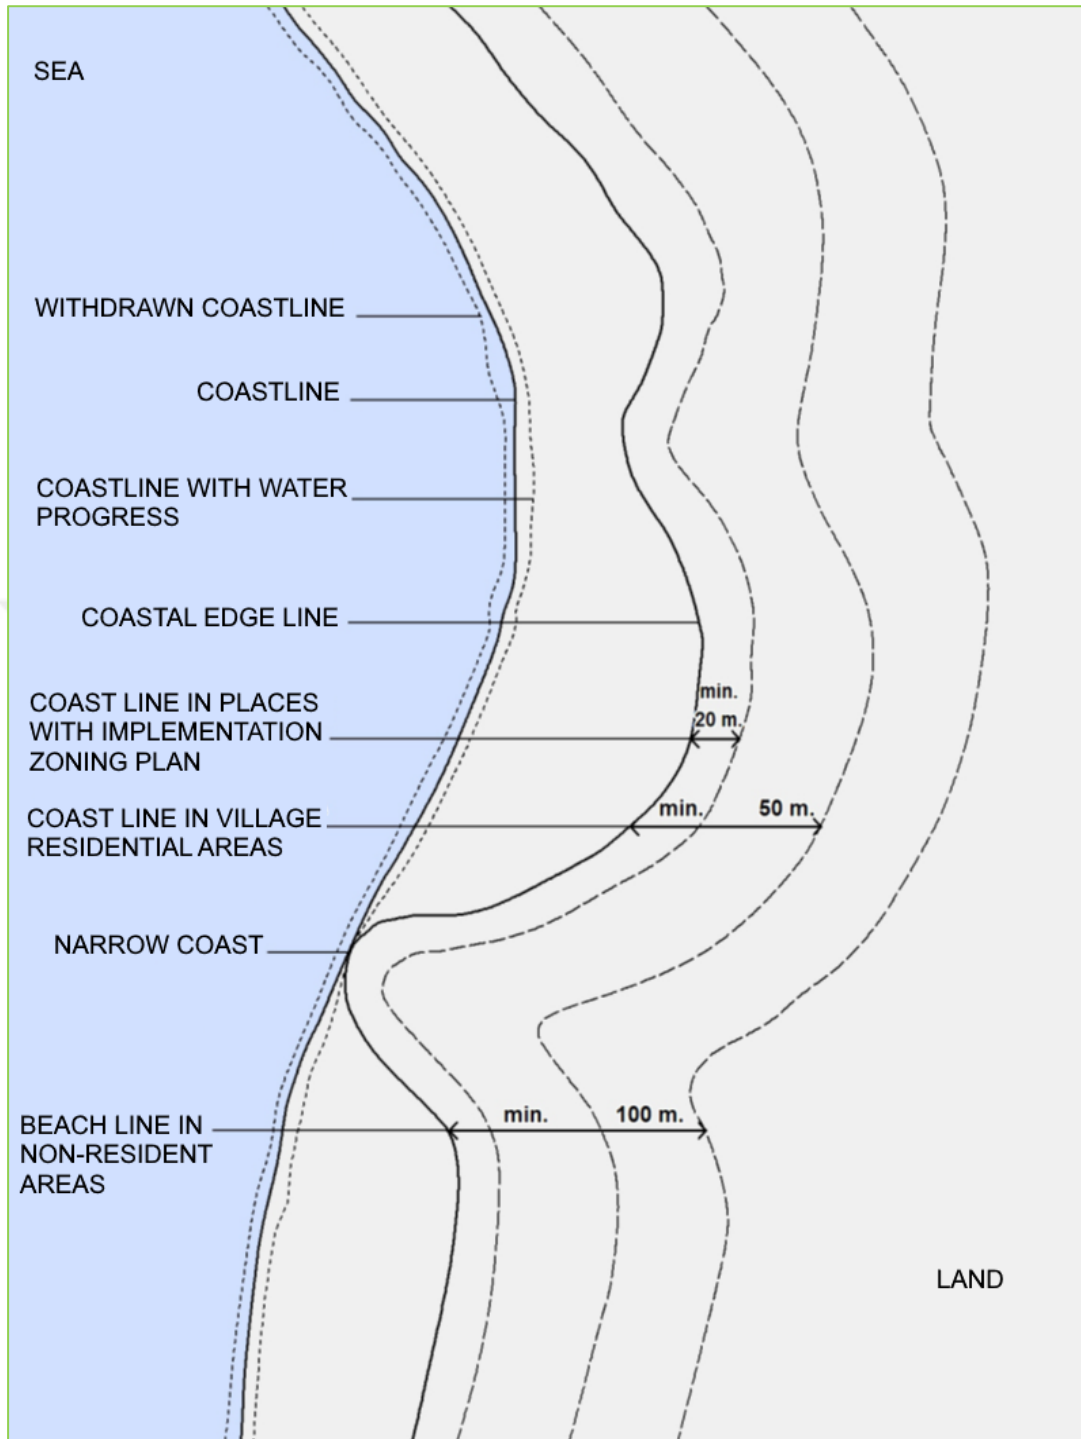 SEA
WITHDRAWN COASTLINE
COASTLINE
COASTLINE WITH WATER
PROGRESS
COASTAL EDGE LINE
COAST LINE IN PLACES
WITH IMPLEMENTATION
ZONING PLAN
min.
20 m.
COAST LINE IN VILLAGE
RESIDENTIAL AREAS
min. 50 m.
NARROW COAST
BEACH LINE IN
NON-RESIDENT
AREAS
min. 100 m.
LAND